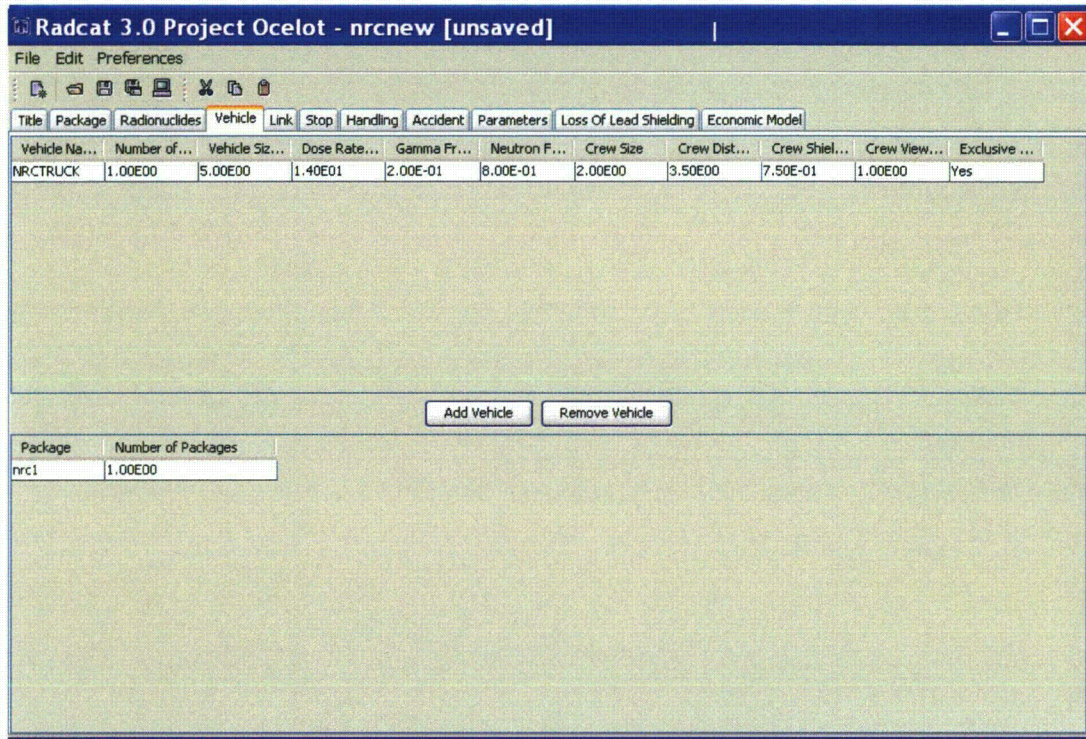 Radcat 3.0 Project Ocelot - nrcnew [unsaved]
File Edit Preferences
Title Package Radionuclides Vehicle Link Stop Handling Accident Parameters Loss Of Lead Shielding Economic Model
Vehicle Na... Number of... Vehicle Siz... Dose Rate... Gamma Fr... Neutron F... Crew Size Crew Dist... Crew Shiel... Crew View... Exclusive ...
NRCTRUCK 1.00E00 5.00E00 1.40E01 2.00E-01 8.00E-01 2.00E00 3.50E00 7.50E-01 1.00E00 Yes
Add Vehicle Remove Vehicle
Package Number of Packages
nrc1 1.00E00